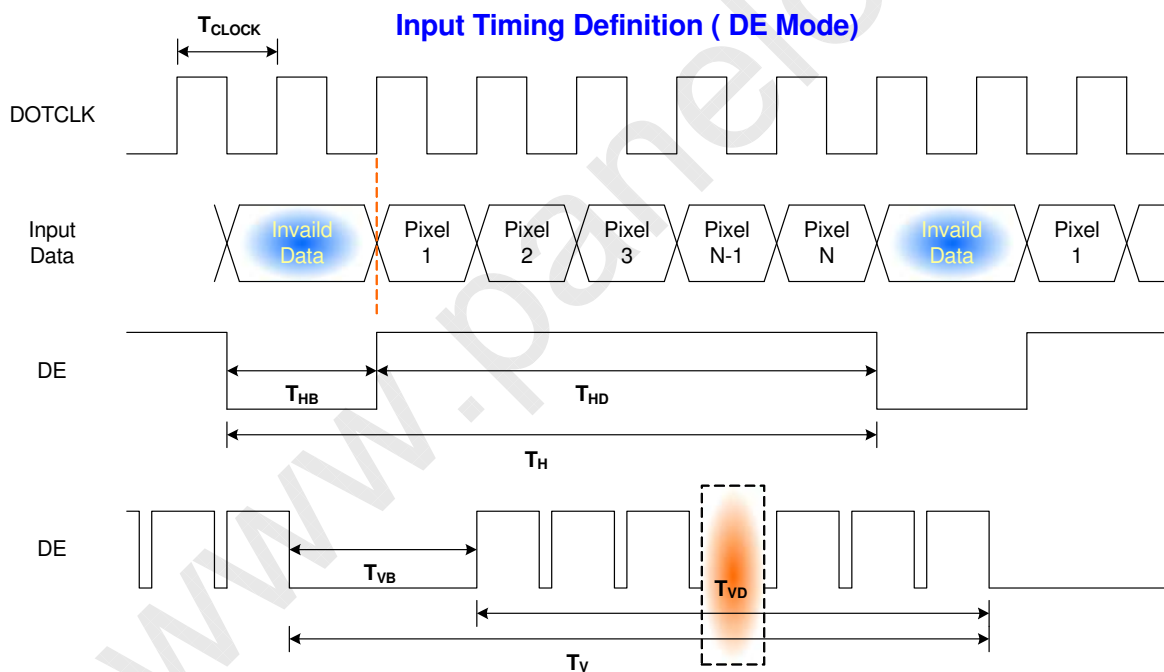 Input Timing Definition ( DE Mode)
TCLOCK
DOTCLK
Input
Data
Invaild
Data
Pixel
1
Pixel
2
Pixel
3
Pixel
N-1
Pixel
N
Invaild
Data
Pixel
1
DE
THB
THD
TH
DE
TVB
TVD
TV